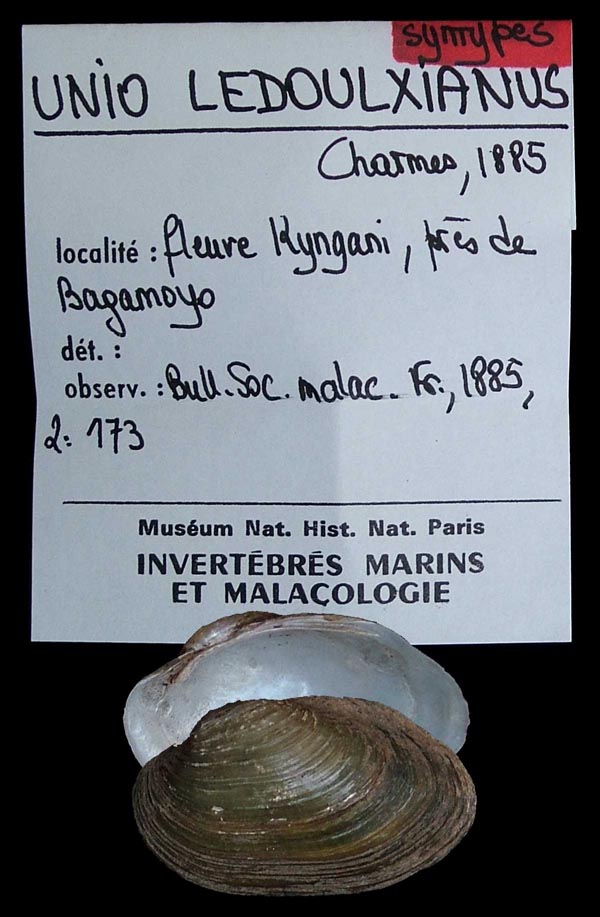 syntypes
UNIO LEDOULXIANUS
Charmes, 1885
localité : fleuve Kyngani, près de
Bagamoyo
dét. :
observ. : Bull. Soc. malac. Fr., 1885,
2: 173
Muséum Nat. Hist. Nat. Paris
INVERTÉBRÉS MARINS
ET MALAÇOLOGIE